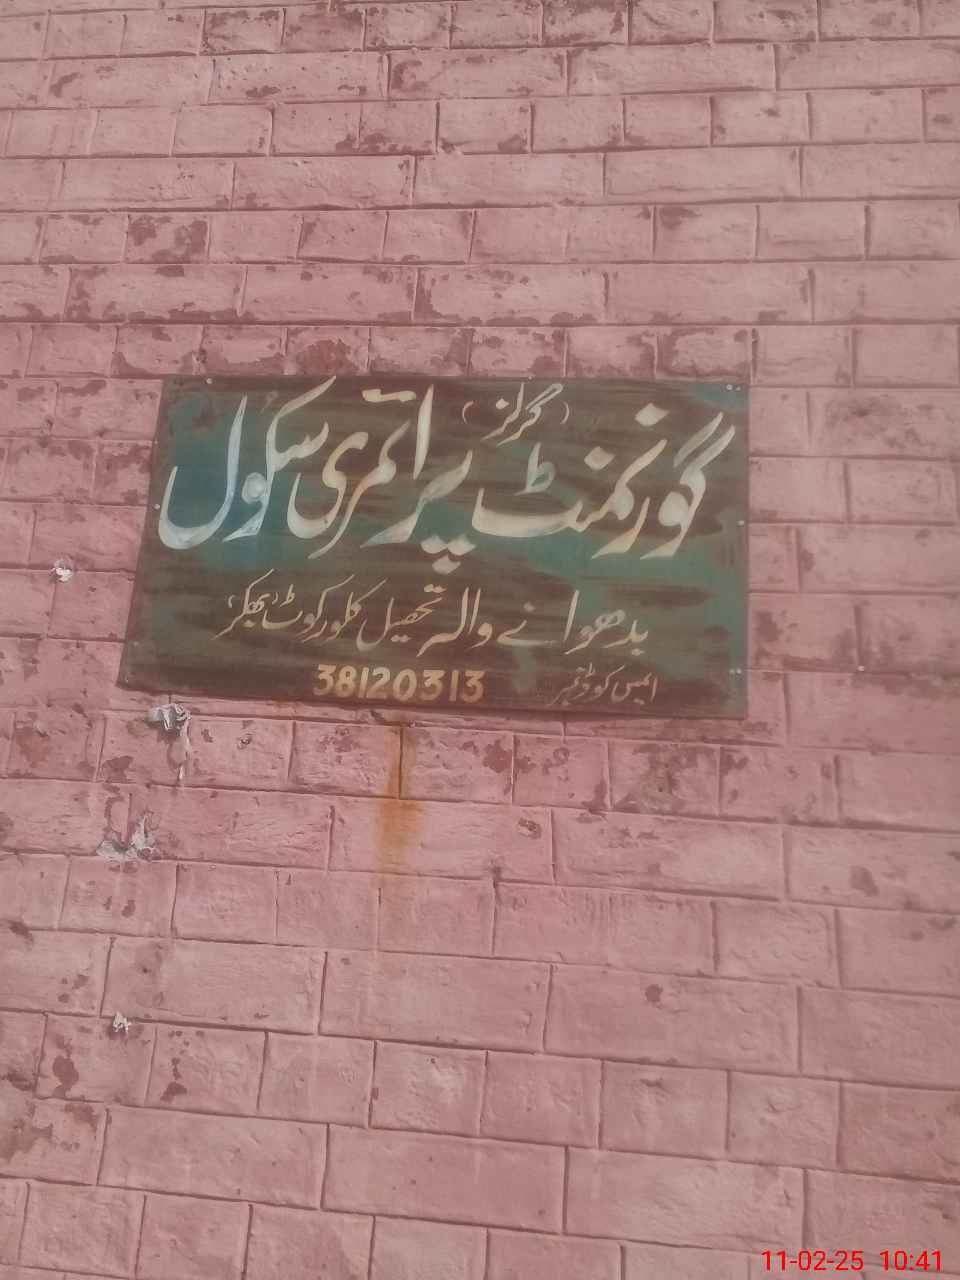 گورنمنٹ (گرلز) پرائمری سکول
بدھوانے والہ تحصیل کلورکوٹ (بھکر)
ایمس کوڈ نمبر 38120313
11-02-25 10:41